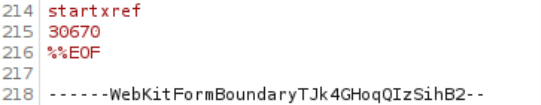 214 startxref
215 30670
216 %%EOF
217
218 ------WebKitFormBoundaryTJk4GHoqQIzSihB2--